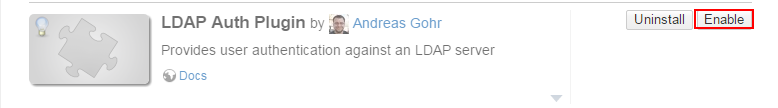 LDAP Auth Plugin by Andreas Gohr
Uninstall Enable
Provides user authentication against an LDAP server
Docs